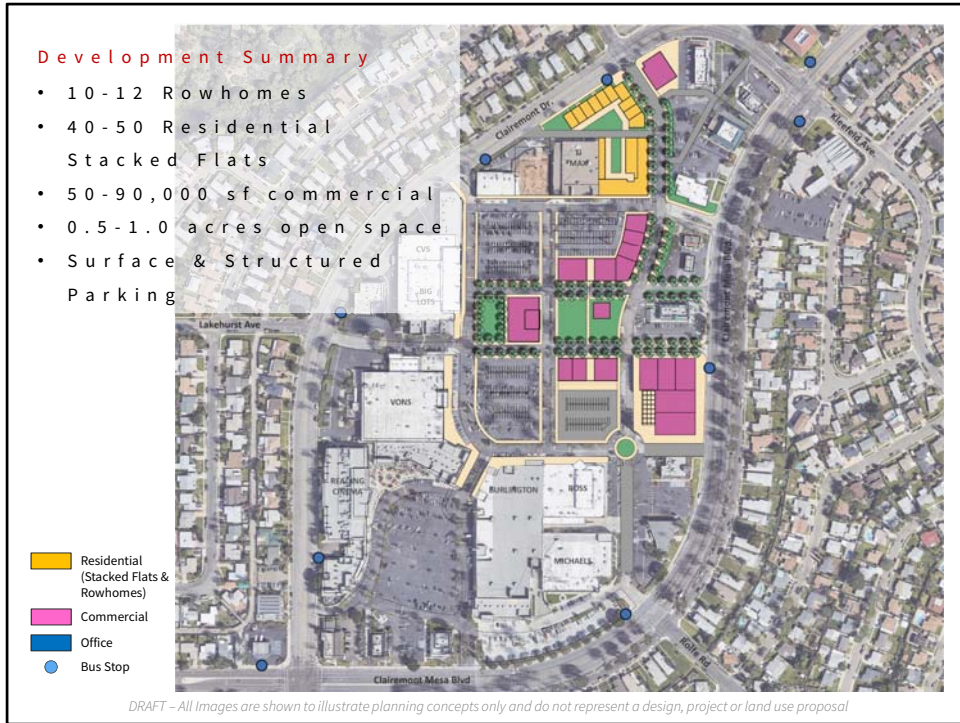 Development Summary
• 10-12 Rowhomes
• 40-50 Residential
Stacked Flats
• 50-90,000 sf commercial
• 0.5-1.0 acres open space
• Surface & Structured
Parking
Clairemont Dr.
Kleefeld Ave.
TJ
MAXX
CVS
BIG
LOTS
Lakehurst Ave
VONS
READING
CINEMA
BURLINGTON
ROSS
MICHAELS
Rolfe Rd
Clairemont Mesa Blvd
Residential
(Stacked Flats &
Rowhomes)
Commercial
Office
Bus Stop
DRAFT – All Images are shown to illustrate planning concepts only and do not represent a design, project or land use proposal